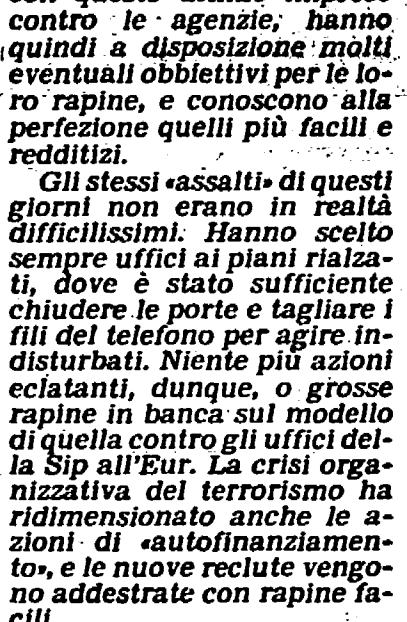 contro le agenzie, hanno
quindi a disposizione molti
eventuali obbiettivi per le lo-
ro rapine, e conoscono alla
perfezione quelli più facili e
redditizi.
Gli stessi «assalti» di questi
giorni non erano in realtà
difficilissimi. Hanno scelto
sempre uffici ai piani rialza-
ti, dove è stato sufficiente
chiudere le porte e tagliare i
fili del telefono per agire in-
disturbati. Niente più azioni
eclatanti, dunque, o grosse
rapine in banca sul modello
di quella contro gli uffici del-
la Sip all'Eur. La crisi orga-
nizzativa del terrorismo ha
ridimensionato anche le a-
zioni di «autofinanziamen-
to», e le nuove reclute vengo-
no addestrate con rapine fa-
cili